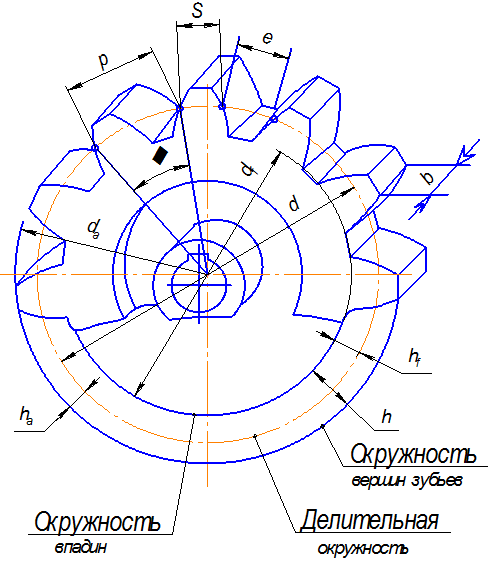 S
e
p
b
d
f
d
d
a
h
f
h
a
h
Окружность
вершин зубьев
Окружность
впадин
Делительная
окружность